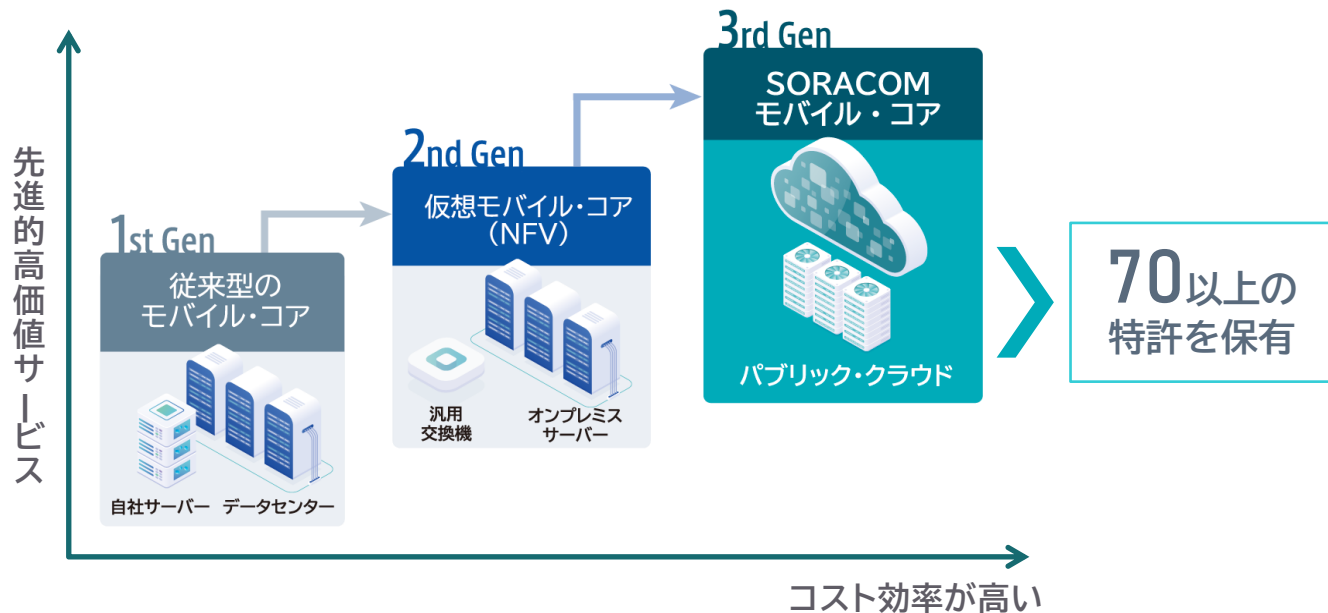 先進的高価値サービス
1st Gen
従来型の
モバイル・コア
自社サーバー
データセンター
2nd Gen
仮想モバイル・コア
（NFV）
汎用
交換機
オンプレミス
サーバー
3rd Gen
SORACOM
モバイル・コア
パブリック・クラウド
70以上の
特許を保有
コスト効率が高い